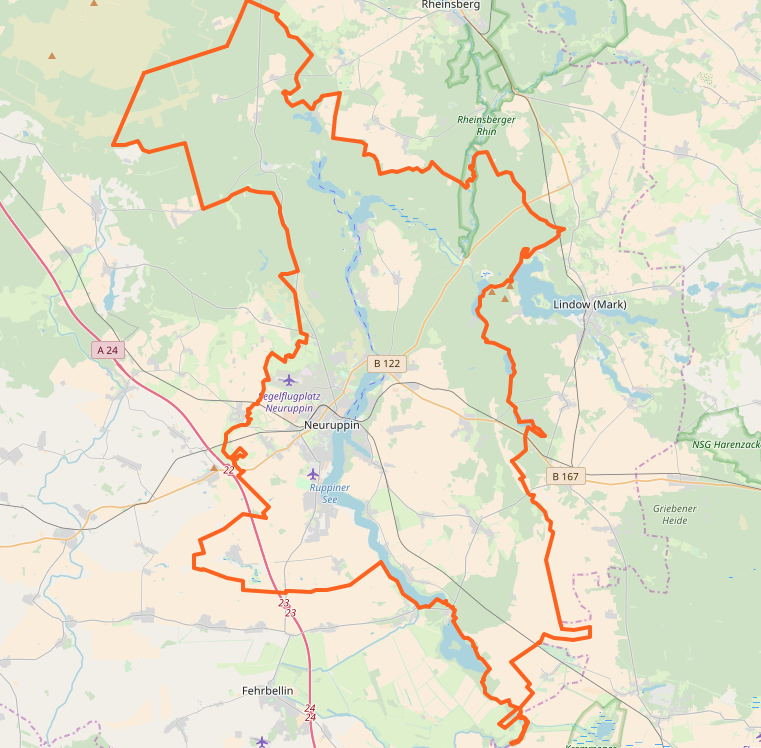 Rheinsberg
Rheinsberger
Rhin
Lindow (Mark)
A 24
B 122
egelflugplatz
Neuruppin
Neuruppin
NSG Harenzack
22
B 167
Ruppiner
See
Griebener
Heide
23
23
Fehrbellin
24
24